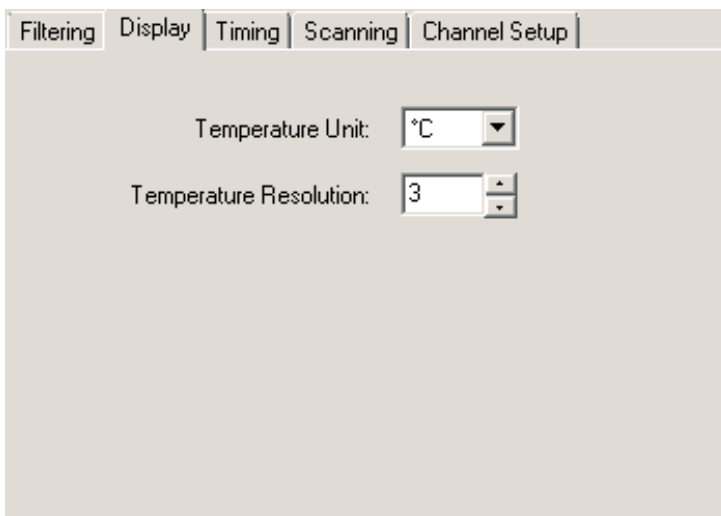 Filtering Display Timing Scanning Channel Setup
Temperature Unit: °C
Temperature Resolution: 3